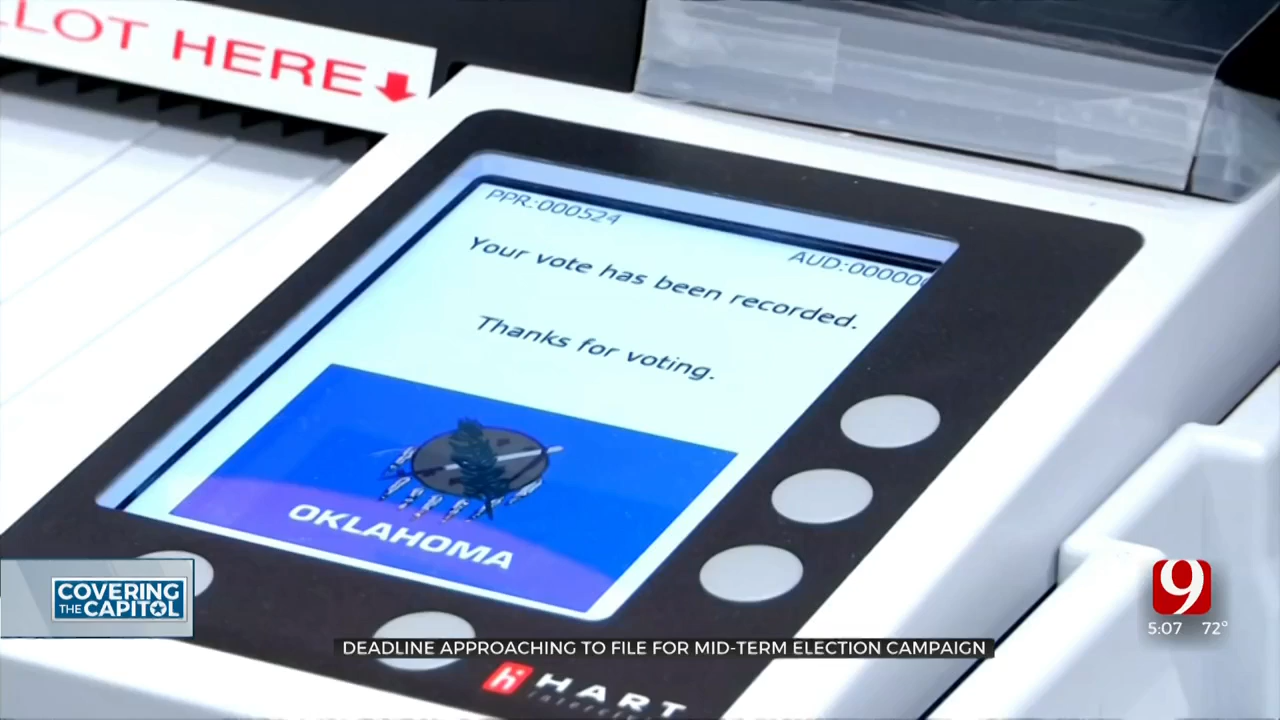 LOT HERE
PPR:000524
AUD:00000
Your vote has been recorded.
Thanks for voting.
OKLAHOMA
COVERING
THE CAPITOL
9
5:07 72°
DEADLINE APPROACHING TO FILE FOR MID-TERM ELECTION CAMPAIGN
HART